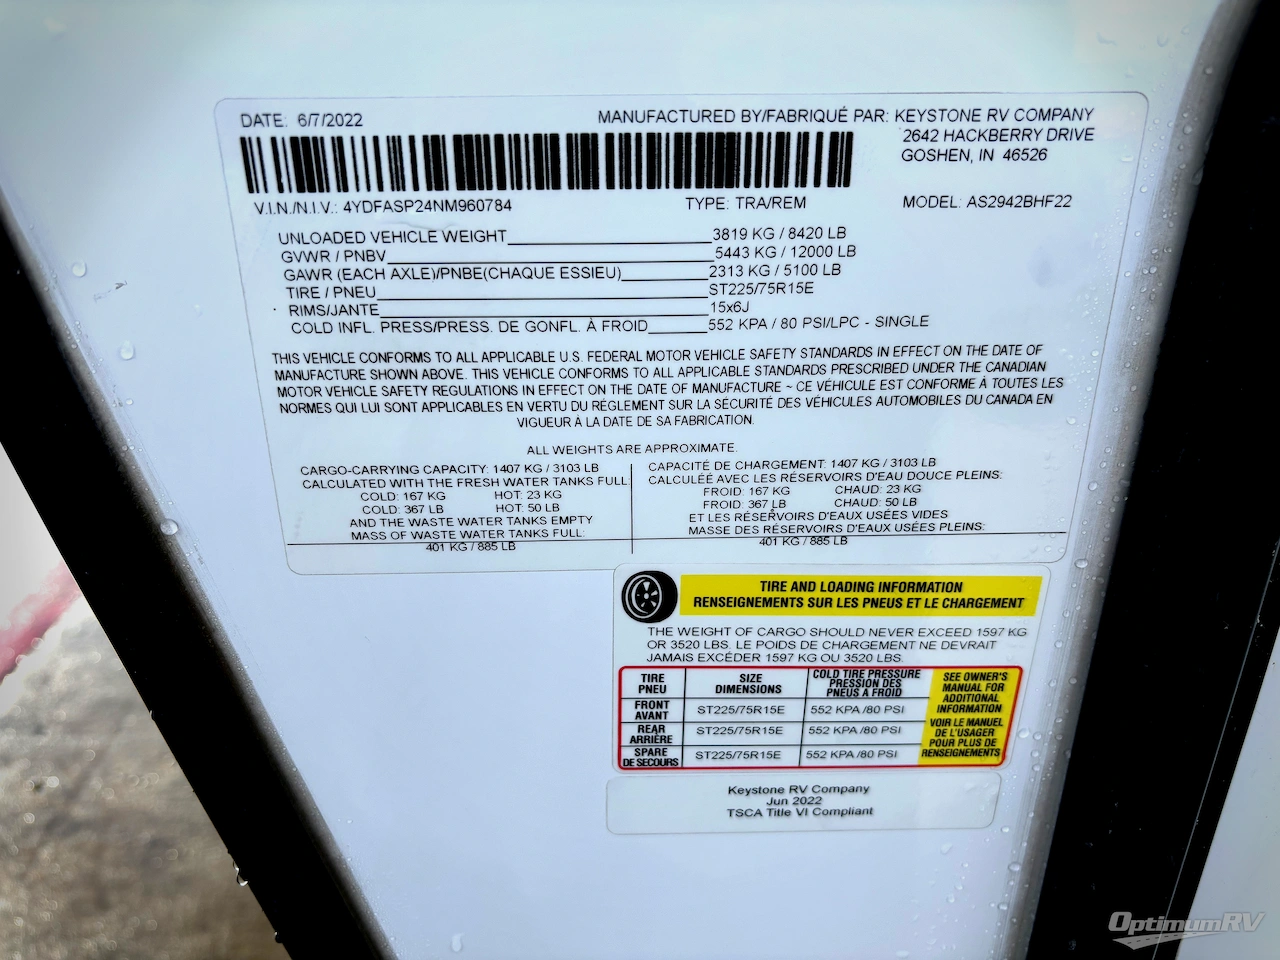 DATE: 6/7/2022
MANUFACTURED BY/FABRIQUÉ PAR: KEYSTONE RV COMPANY
2642 HACKBERRY DRIVE
GOSHEN, IN 46526
V.I.N./N.I.V.: 4YDFASP24NM960784 TYPE: TRA/REM MODEL: AS2942BHF22
UNLOADED VEHICLE WEIGHT 3819 KG / 8420 LB
GVWR / PNBV 5443 KG / 12000 LB
GAWR (EACH AXLE)/PNBE(CHAQUE ESSIEU) 2313 KG / 5100 LB
TIRE / PNEU ST225/75R15E
RIMS/JANTE 15x6J
COLD INFL. PRESS/PRESS. DE GONFL. À FROID 552 KPA / 80 PSI/LPC - SINGLE
THIS VEHICLE CONFORMS TO ALL APPLICABLE U.S. FEDERAL MOTOR VEHICLE SAFETY STANDARDS IN EFFECT ON THE DATE OF
MANUFACTURE SHOWN ABOVE. THIS VEHICLE CONFORMS TO ALL APPLICABLE STANDARDS PRESCRIBED UNDER THE CANADIAN
MOTOR VEHICLE SAFETY REGULATIONS IN EFFECT ON THE DATE OF MANUFACTURE ~ CE VÉHICULE EST CONFORME À TOUTES LES
NORMES QUI LUI SONT APPLICABLES EN VERTU DU RÉGLEMENT SUR LA SÉCURITÉ DES VÉHICULES AUTOMOBILES DU CANADA EN
VIGUEUR À LA DATE DE SA FABRICATION.
ALL WEIGHTS ARE APPROXIMATE.
CARGO-CARRYING CAPACITY: 1407 KG / 3103 LB
CALCULATED WITH THE FRESH WATER TANKS FULL:
COLD: 167 KG HOT: 23 KG
COLD: 367 LB HOT: 50 LB
AND THE WASTE WATER TANKS EMPTY
MASS OF WASTE WATER TANKS FULL:
401 KG / 885 LB
CAPACITÉ DE CHARGEMENT: 1407 KG / 3103 LB
CALCULÉE AVEC LES RÉSERVOIRS D'EAU DOUCE PLEINS:
FROID: 167 KG CHAUD: 23 KG
FROID: 367 LB CHAUD: 50 LB
ET LES RÉSERVOIRS D'EAUX USÉES VIDES
MASSE DES RÉSERVOIRS D'EAUX USÉES PLEINS:
401 KG / 885 LB
TIRE AND LOADING INFORMATION
RENSEIGNEMENTS SUR LES PNEUS ET LE CHARGEMENT
THE WEIGHT OF CARGO SHOULD NEVER EXCEED 1597 KG
OR 3520 LBS. LE POIDS DE CHARGEMENT NE DEVRAIT
JAMAIS EXCÉDER 1597 KG OU 3520 LBS.
TIRE
PNEU
SIZE
DIMENSIONS
COLD TIRE PRESSURE
PRESSION DES
PNEUS A FROID
FRONT
AVANT
ST225/75R15E 552 KPA /80 PSI
REAR
ARRIÈRE
ST225/75R15E 552 KPA /80 PSI
SPARE
DE SECOURS
ST225/75R15E 552 KPA /80 PSI
SEE OWNER'S
MANUAL FOR
ADDITIONAL
INFORMATION
VOIR LE MANUEL
DE L'USAGER
POUR PLUS DE
RENSEIGNEMENTS
Keystone RV Company
Jun 2022
TSCA Title VI Compliant
OptimumRV